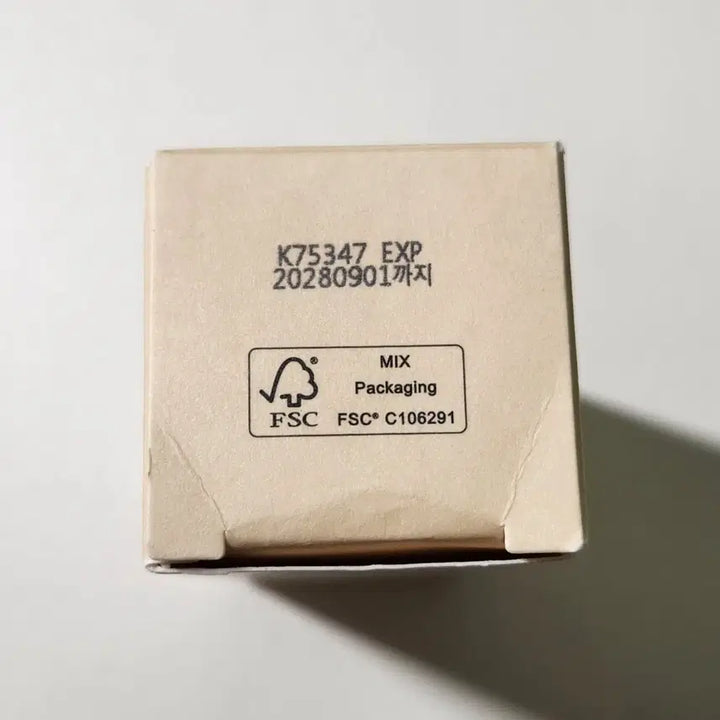 K75347 EXP
20280901까지
MIX
Packaging
FSC® C106291
®
FSC